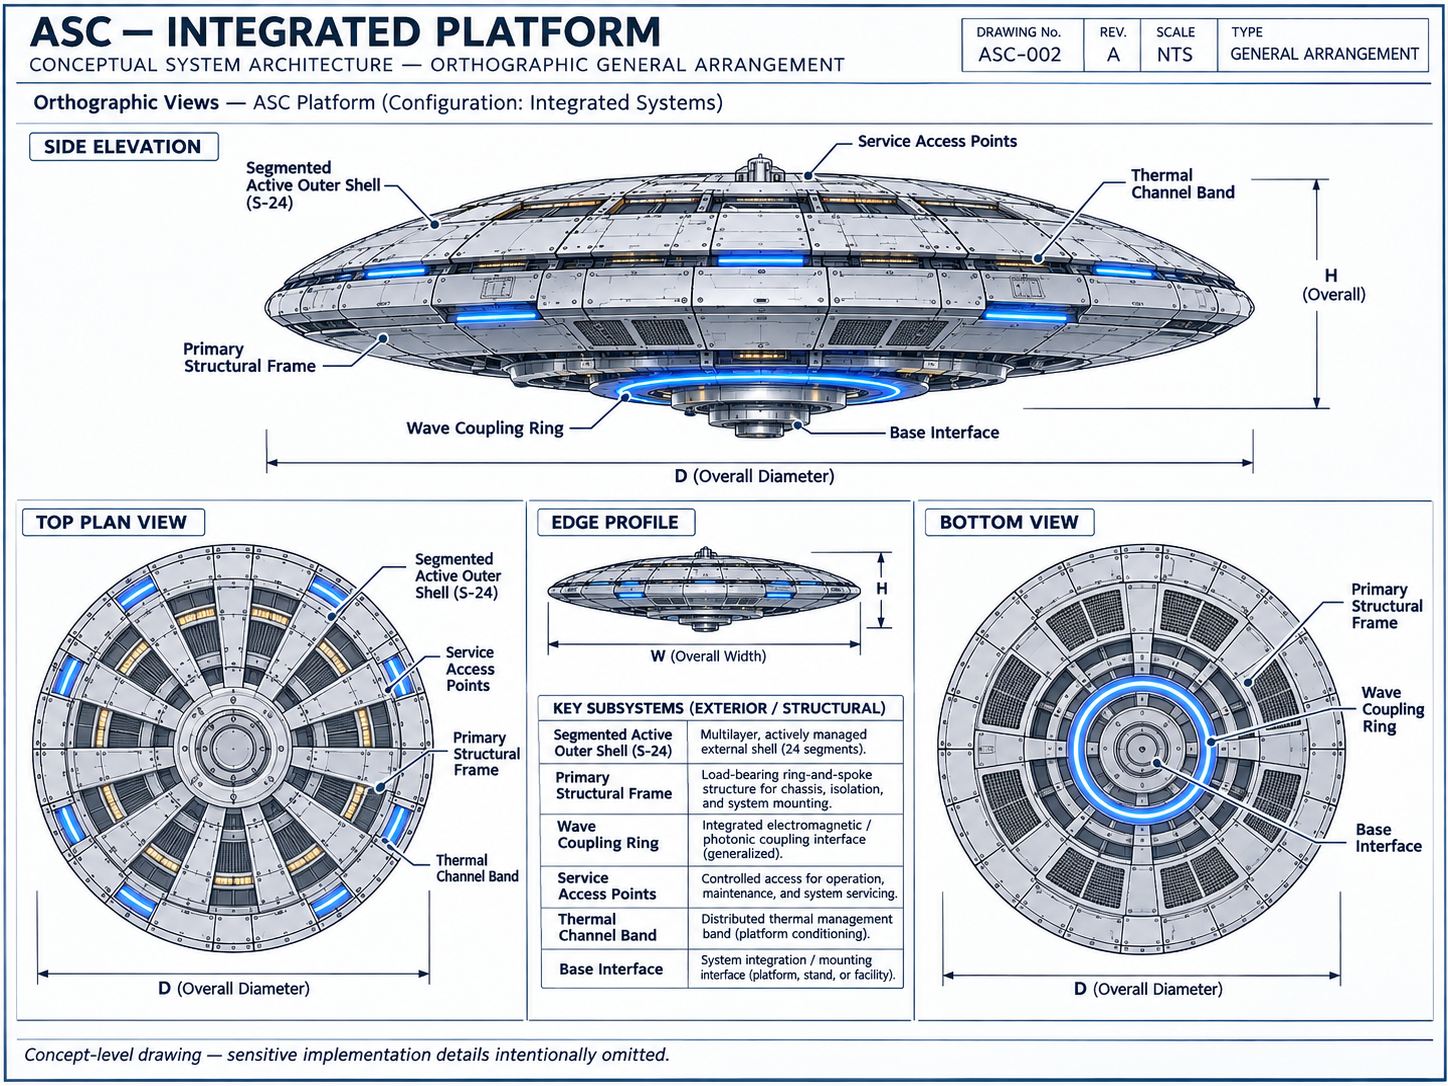 ASC — INTEGRATED PLATFORM
CONCEPTUAL SYSTEM ARCHITECTURE — ORTHOGRAPHIC GENERAL ARRANGEMENT
DRAWING No.
ASC-002
REV.
A
SCALE
NTS
TYPE
GENERAL ARRANGEMENT
Orthographic Views — ASC Platform (Configuration: Integrated Systems)
SIDE ELEVATION
Segmented
Active Outer Shell
(S-24)
Service Access Points
Thermal
Channel Band
H
(Overall)
Primary
Structural Frame
Wave Coupling Ring
Base Interface
D (Overall Diameter)
TOP PLAN VIEW
Segmented
Active Outer
Shell (S-24)
Service
Access
Points
Primary
Structural
Frame
Thermal
Channel Band
D (Overall Diameter)
EDGE PROFILE
H
W (Overall Width)
KEY SUBSYSTEMS (EXTERIOR / STRUCTURAL)
Segmented Active
Outer Shell (S-24)
Multilayer, actively managed
external shell (24 segments).
Primary
Structural Frame
Load-bearing ring-and-spoke
structure for chassis, isolation,
and system mounting.
Wave
Coupling Ring
Integrated electromagnetic /
photonic coupling interface
(generalized).
Service
Access Points
Controlled access for operation,
maintenance, and system servicing.
Thermal
Channel Band
Distributed thermal management
band (platform conditioning).
Base Interface
System integration / mounting
interface (platform, stand, or facility).
BOTTOM VIEW
Primary
Structural
Frame
Wave
Coupling
Ring
Base
Interface
D (Overall Diameter)
Concept-level drawing — sensitive implementation details intentionally omitted.